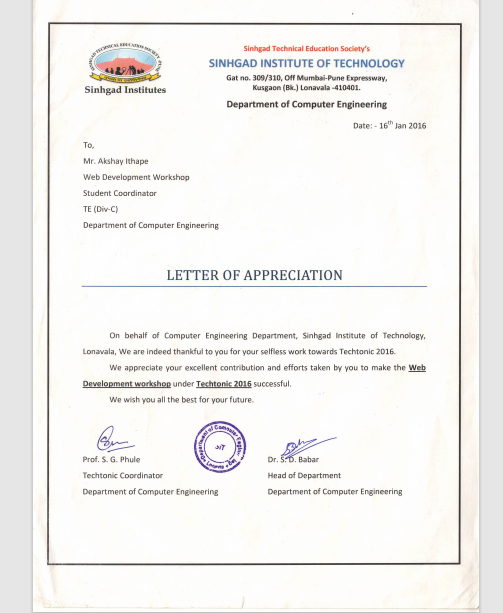 SINHGAD TECHNICAL EDUCATION SOCIETY
Sinhgad Institutes
Sinhgad Technical Education Society's
SINHGAD INSTITUTE OF TECHNOLOGY
Gat no. 309/310, Off Mumbai-Pune Expressway,
Kusgaon (Bk.) Lonavala -410401.
Department of Computer Engineering
Date: - 16th Jan 2016
To,
Mr. Akshay Ithape
Web Development Workshop
Student Coordinator
TE (Div-C)
Department of Computer Engineering
LETTER OF APPRECIATION
On behalf of Computer Engineering Department, Sinhgad Institute of Technology,
Lonavala, We are indeed thankful to you for your selfless work towards Techtonic 2016.
We appreciate your excellent contribution and efforts taken by you to make the Web
Development workshop under Techtonic 2016 successful.
We wish you all the best for your future.
Department of Computer
SIT
Prof. S. G. Phule
Techtonic Coordinator
Department of Computer Engineering
Dr. S. D. Babar
Head of Department
Department of Computer Engineering